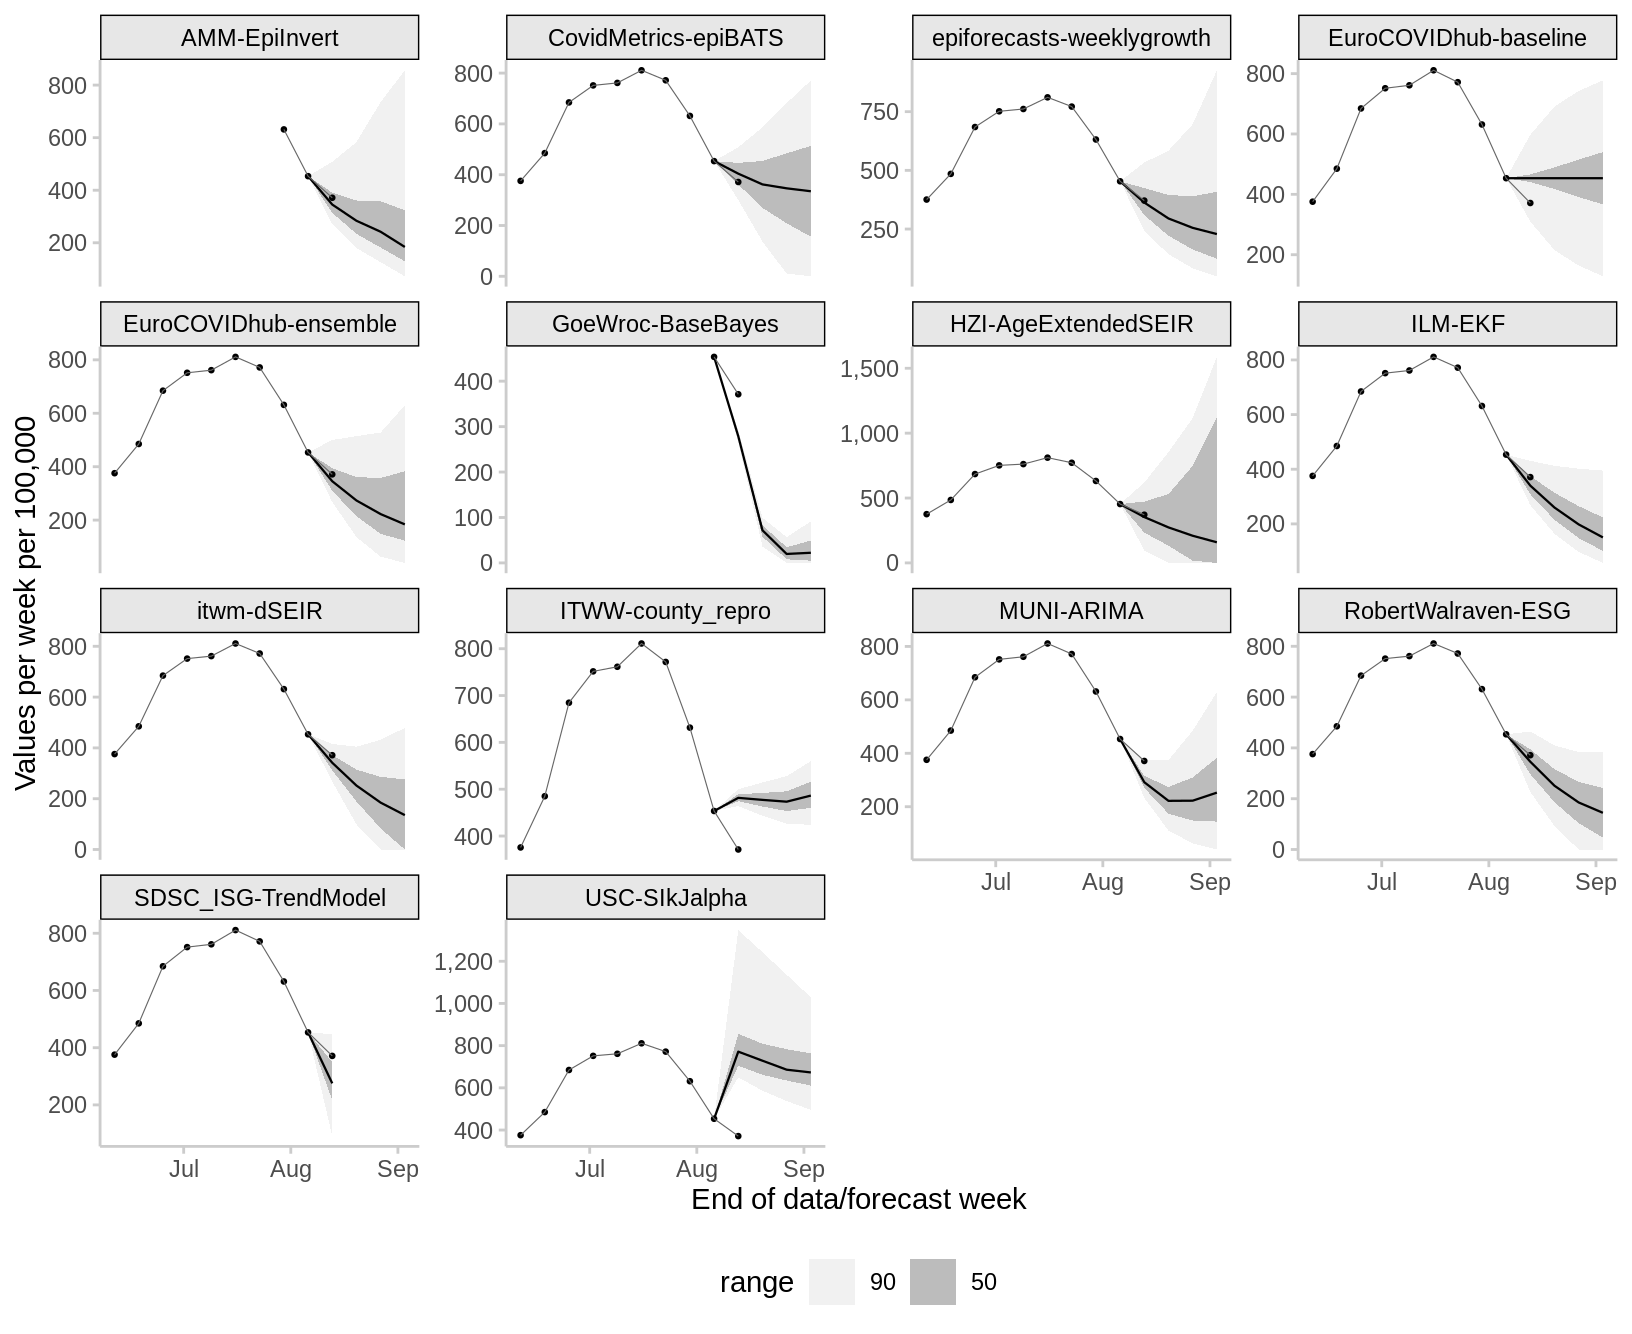 AMM-EpiInvert
CovidMetrics-epiBATS
epiforecasts-weeklygrowth
EuroCOVIDhub-baseline
800
600
400
200
800
600
400
200
0
750
500
250
800
600
400
200
EuroCOVIDhub-ensemble
GoeWroc-BaseBayes
HZI-AgeExtendedSEIR
ILM-EKF
800
600
400
200
400
300
200
100
0
1,500
1,000
500
0
800
600
400
200
Values per week per 100,000
itwm-dSEIR
ITWW-county_repro
MUNI-ARIMA
RobertWalraven-ESG
800
600
400
200
0
800
700
600
500
400
800
600
400
200
Jul Aug Sep
800
600
400
200
0
Jul Aug Sep
SDSC_ISG-TrendModel
USC-SIkJalpha
800
600
400
200
Jul Aug Sep
1,200
1,000
800
600
400
Jul Aug Sep
End of data/forecast week
range 90 50